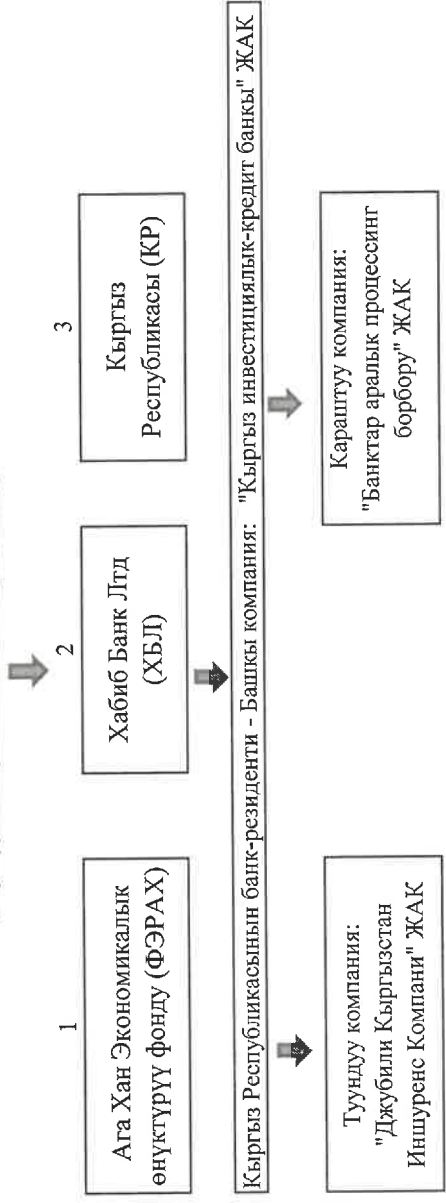 1
Ага Хан Экономикалык
өнүктүрүү фонду (ФЭРАХ)
2
Хабиб Банк Лтд
(ХБЛ)
3
Кыргыз
Республикасы (КР)
Кыргыз Республикасынын банк-резиденти - Башкы компания: "Кыргыз инвестициялык-кредит банкы" ЖАК
Туундуу компания:
"Джубили Кыргызстан
Иншуренс Компани" ЖАК
Караштуу компания:
"Банктар аралык процессинг
борбору" ЖАК